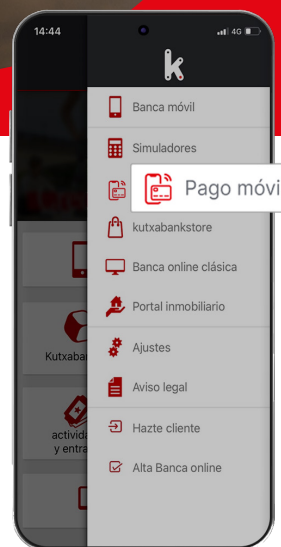 14:44
4G
k
Banca móvil
Simuladores
Pago móvi
kutxabankstore
Banca online clásica
Portal inmobiliario
Ajustes
Aviso legal
Hazte cliente
Alta Banca online
Kutxaba
activida
y entra